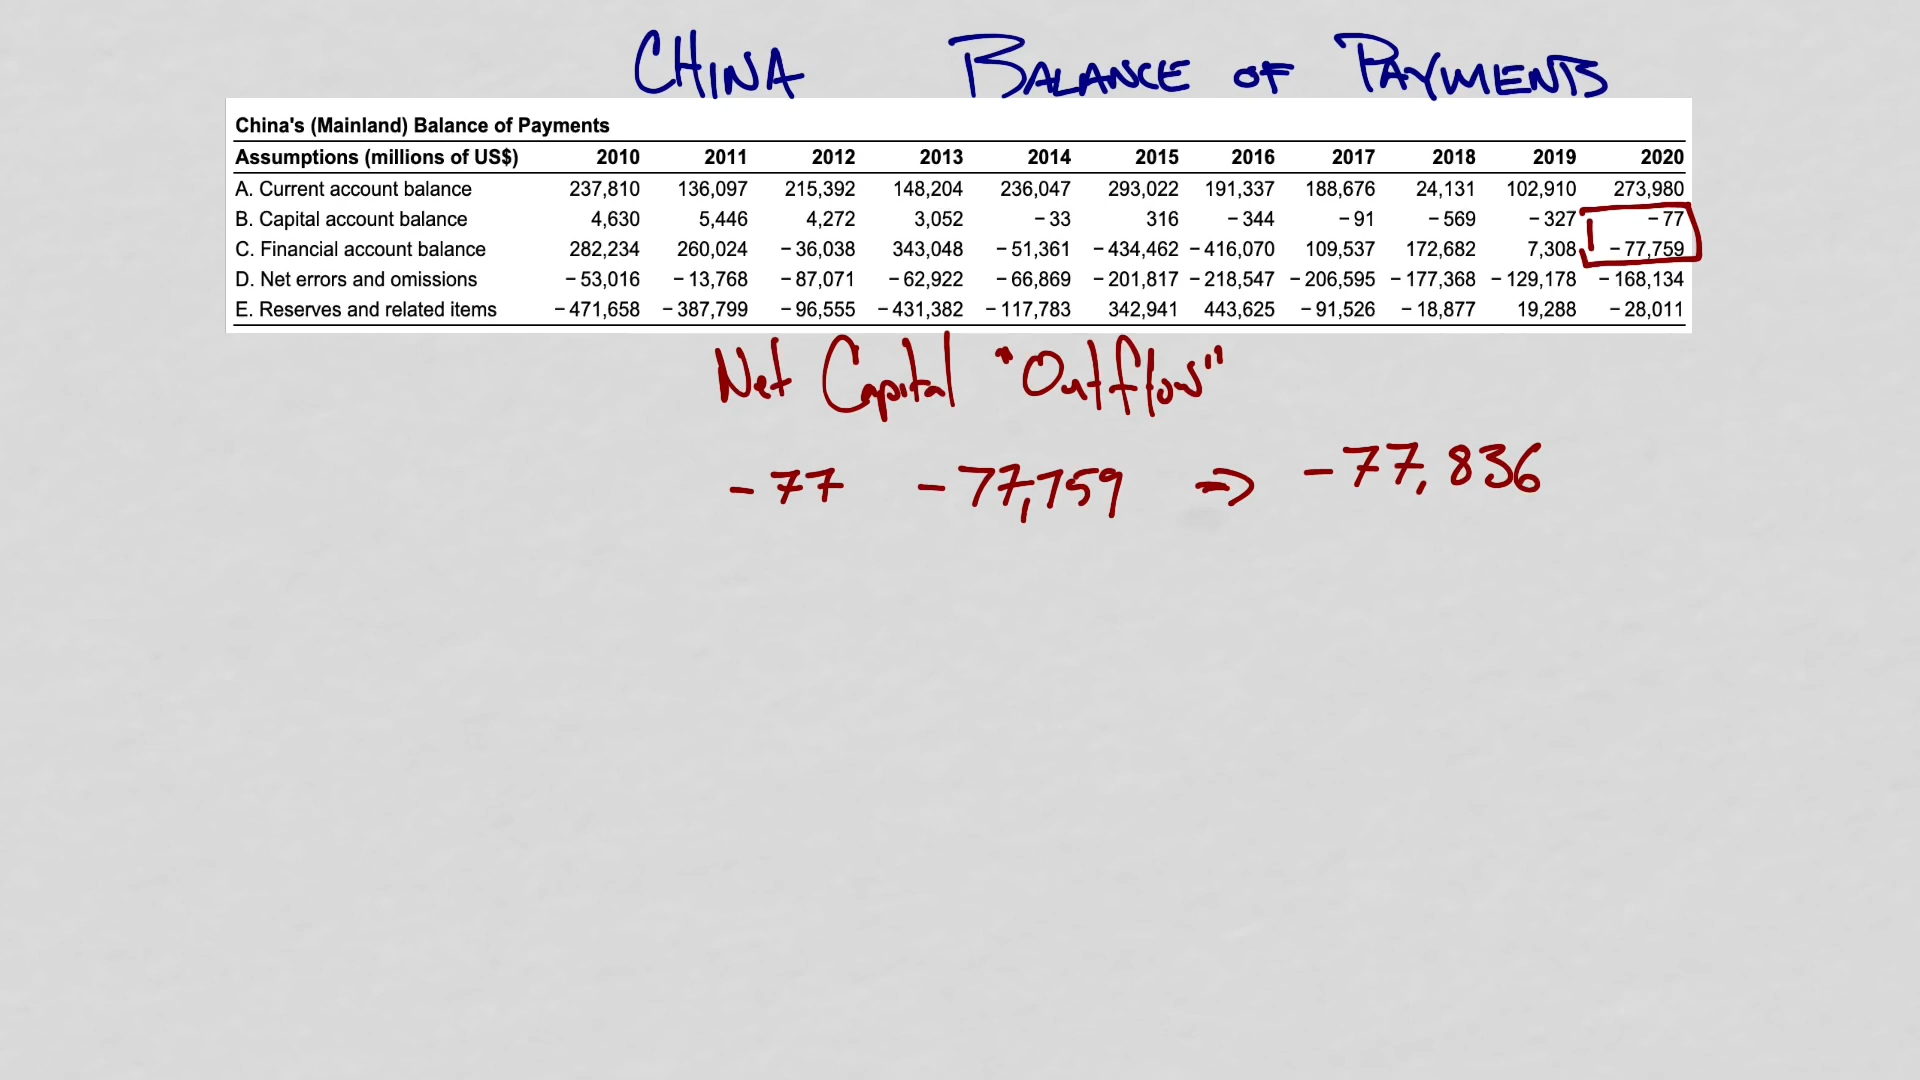 CHINA BALANCE OF PAYMENTS
China's (Mainland) Balance of Payments
Assumptions (millions of US$) 2010 2011 2012 2013 2014 2015 2016 2017 2018 2019 2020
A. Current account balance 237,810 136,097 215,392 148,204 236,047 293,022 191,337 188,676 24,131 102,910 273,980
B. Capital account balance 4,630 5,446 4,272 3,052 −33 316 −344 −91 −569 −327 −77
C. Financial account balance 282,234 260,024 −36,038 343,048 −51,361 −434,462 −416,070 109,537 172,682 7,308 −77,759
D. Net errors and omissions −53,016 −13,768 −87,071 −62,922 −66,869 −201,817 −218,547 −206,595 −177,368 −129,178 −168,134
E. Reserves and related items −471,658 −387,799 −96,555 −431,382 −117,783 342,941 443,625 −91,526 −18,877 19,288 −28,011
Net Capital "Outflow"
−77 −77,759 ⇒ −77,836